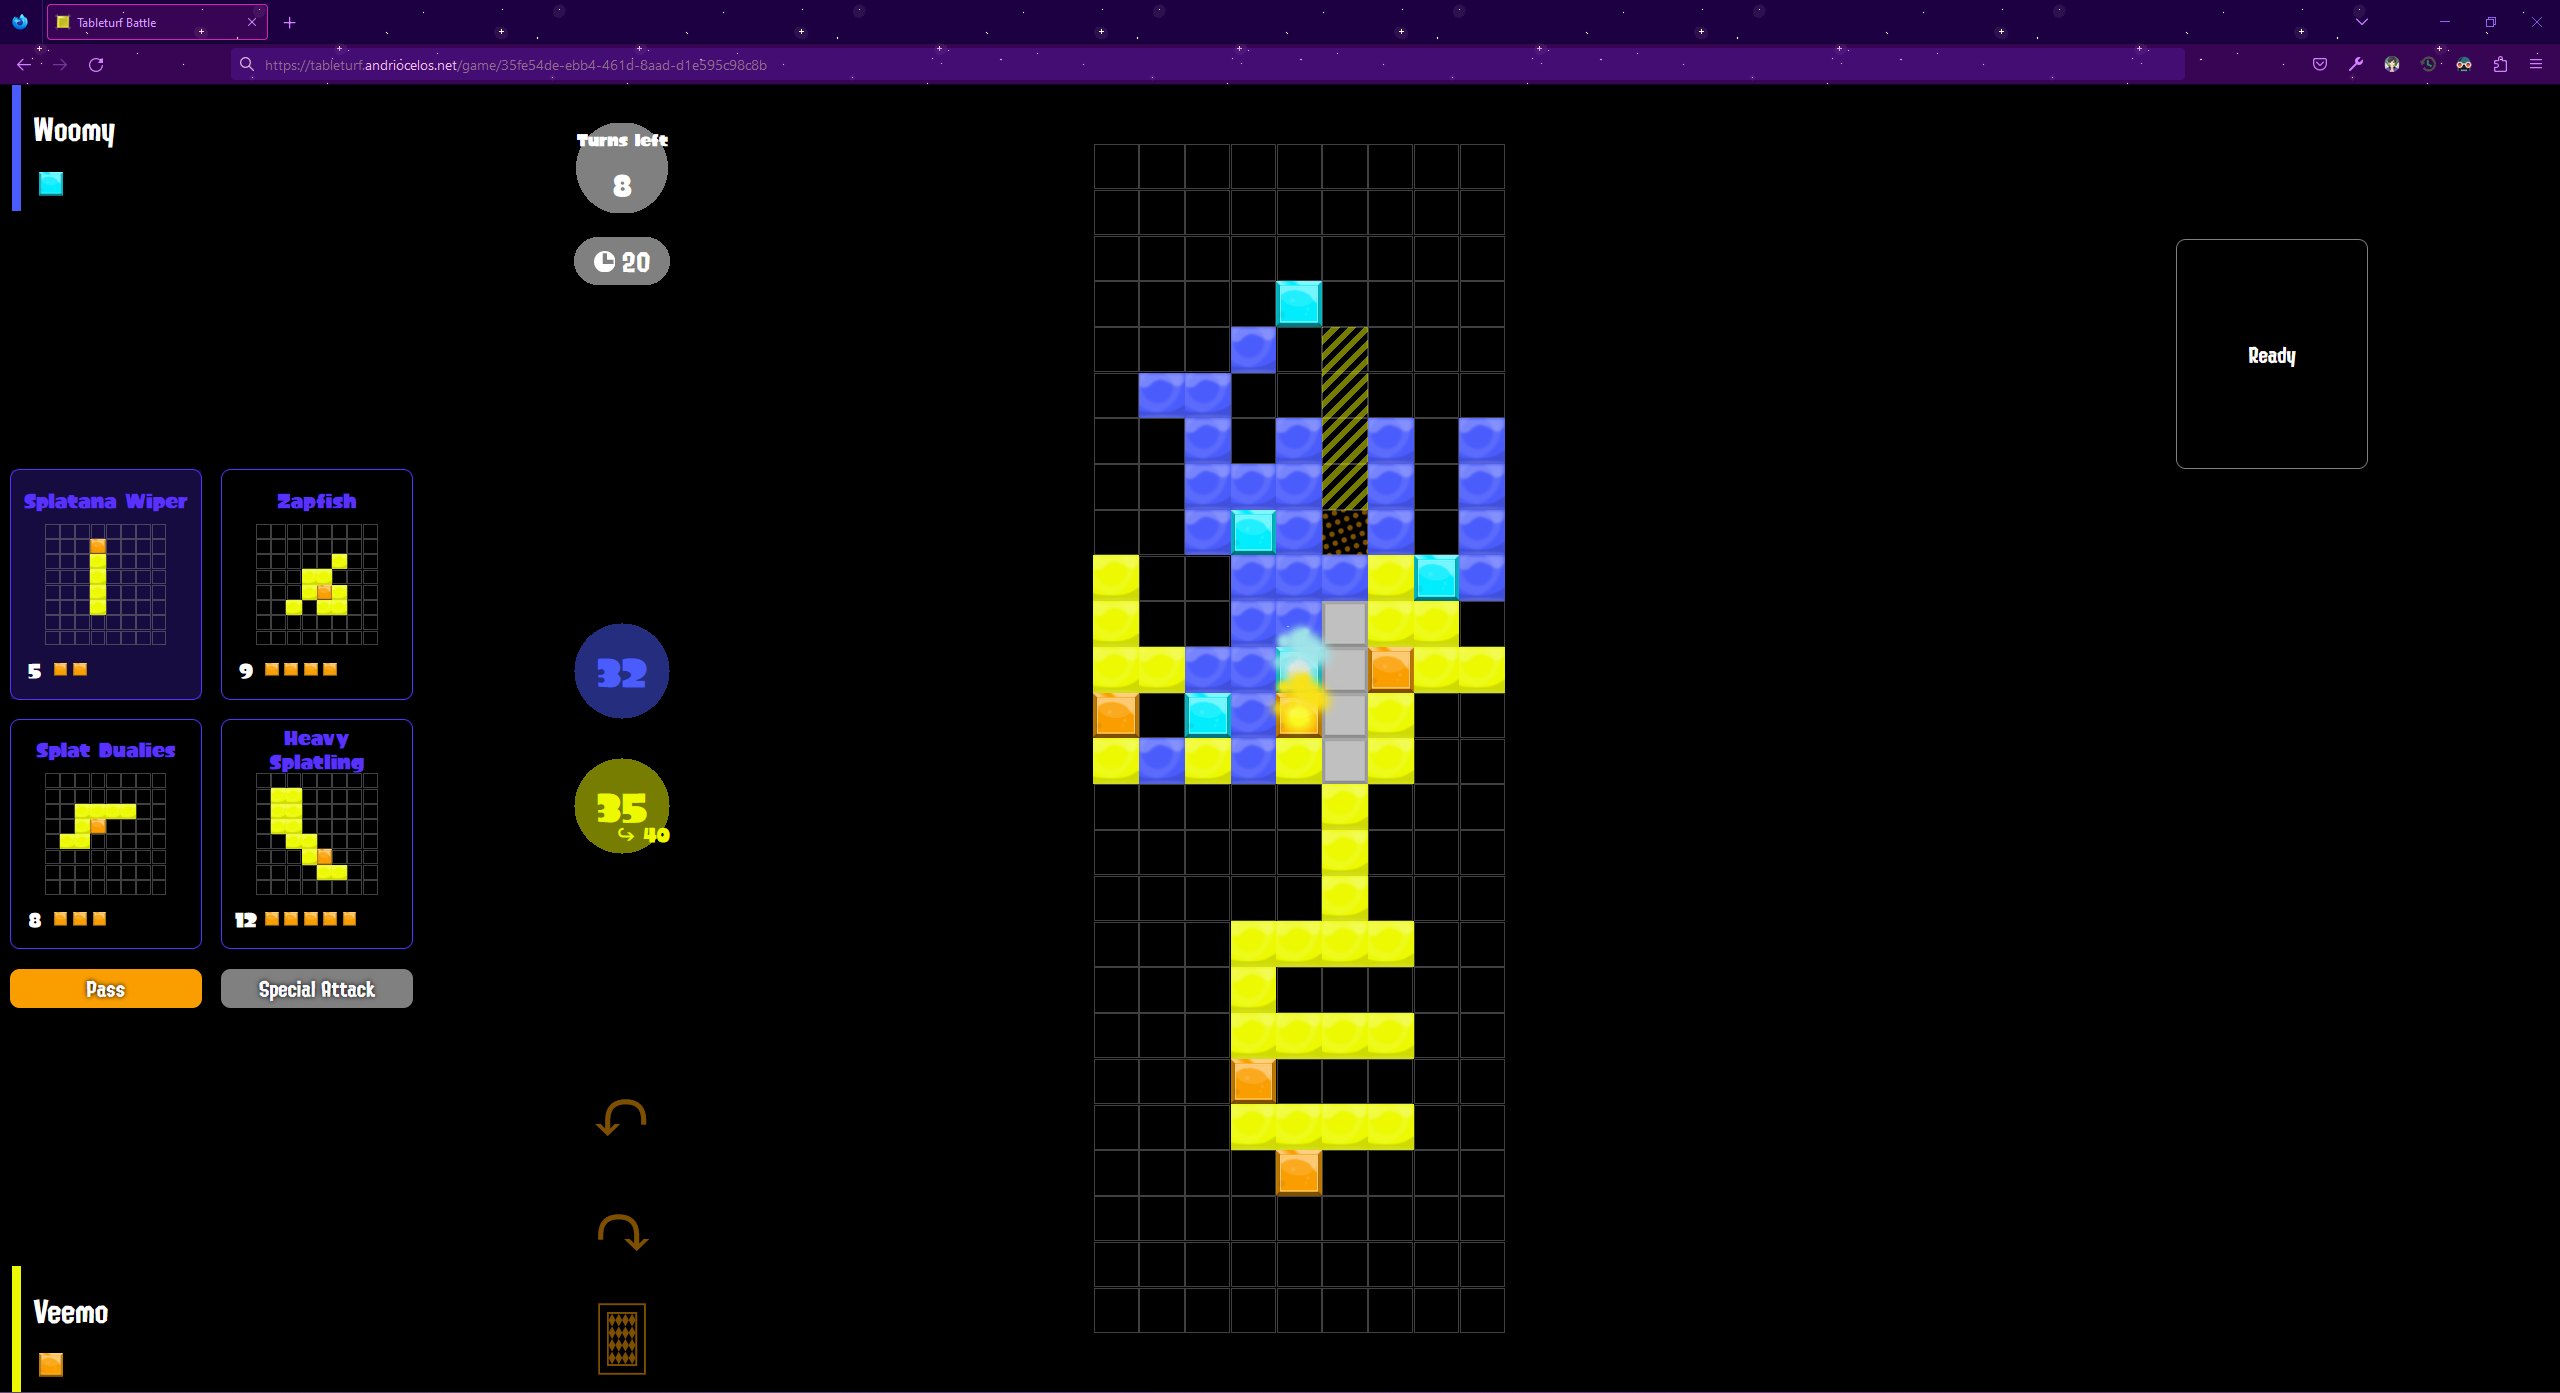 Tableturf Battle
https://tableturf.andriocelos.net/game/35fe54de-ebb4-461d-8aad-d1e595c98c8b
Woomy
Turns left
8
20
Ready
Splatana Wiper
5
Zapfish
9
Splat Dualies
8
Heavy
Splatling
12
Pass
Special Attack
32
35
40
Veemo